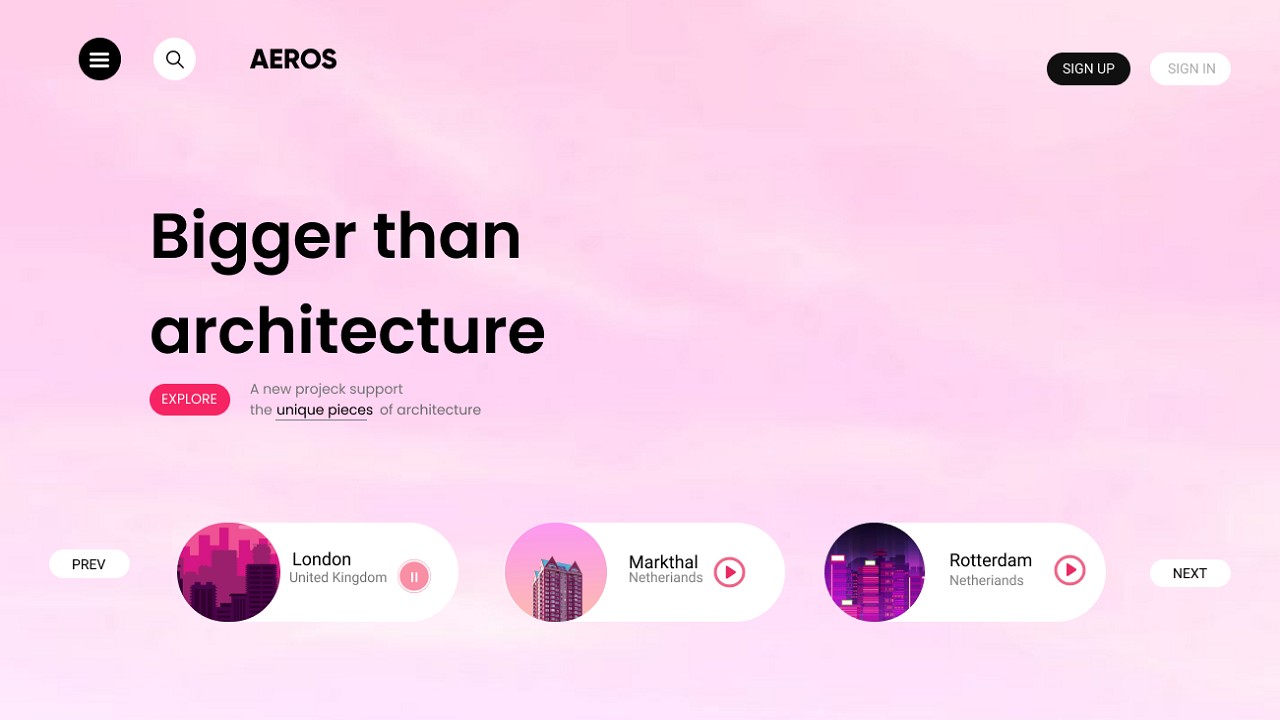 AEROS
SIGN UP
SIGN IN
Bigger than
architecture
EXPLORE
A new projeck support
the unique pieces of architecture
PREV
London
United Kingdom
Markthal
Netheriands
Rotterdam
Netheriands
NEXT